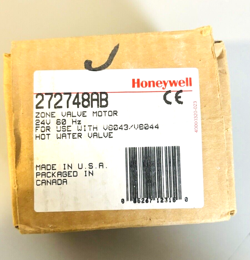 Honeywell
272748AB
CE
ZONE VALVE MOTOR
24V 60 Hz
FOR USE WITH V8043/V8044
HOT WATER VALVE
MADE IN U.S.A.
PACKAGED IN
CANADA